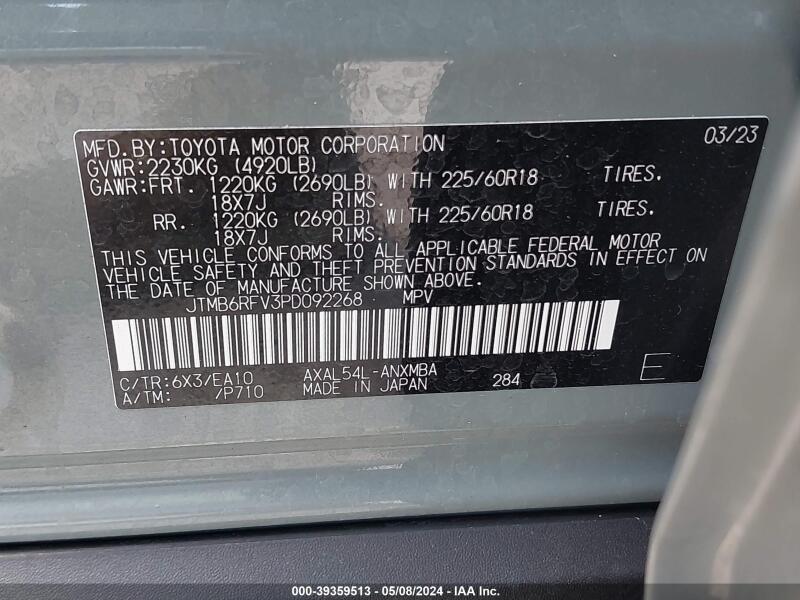 MFD.BY:TOYOTA MOTOR CORPORATION 03/23
GVWR:2230KG (4920LB)
GAWR:FRT. 1220KG (2690LB) WITH 225/60R18 TIRES.
18X7J RIMS.
RR. 1220KG (2690LB) WITH 225/60R18 TIRES.
18X7J RIMS.
THIS VEHICLE CONFORMS TO ALL APPLICABLE FEDERAL MOTOR
VEHICLE SAFETY AND THEFT PREVENTION STANDARDS IN EFFECT ON
THE DATE OF MANUFACTURE SHOWN ABOVE.
JTMB6RFV3PD092268 MPV
C/TR:6X3/EA10 AXAL54L-ANXMBA
A/TM: /P710 MADE IN JAPAN 284 E
000-39359513 - 05/08/2024 - IAAI Inc.